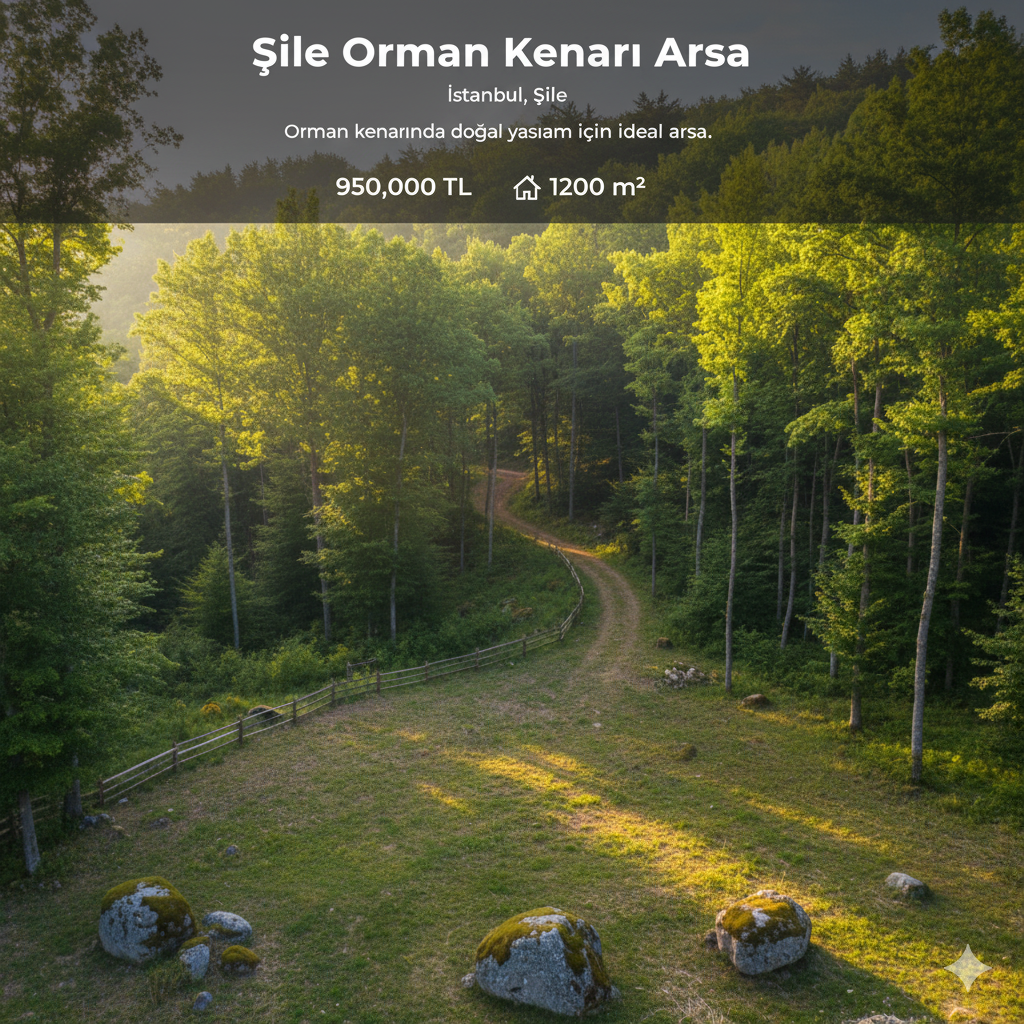 Şile Orman Kenarı Arsa
İstanbul, Şile
Orman kenarında doğal yasıam için ideal arsa.
950,000 TL 1200 m²